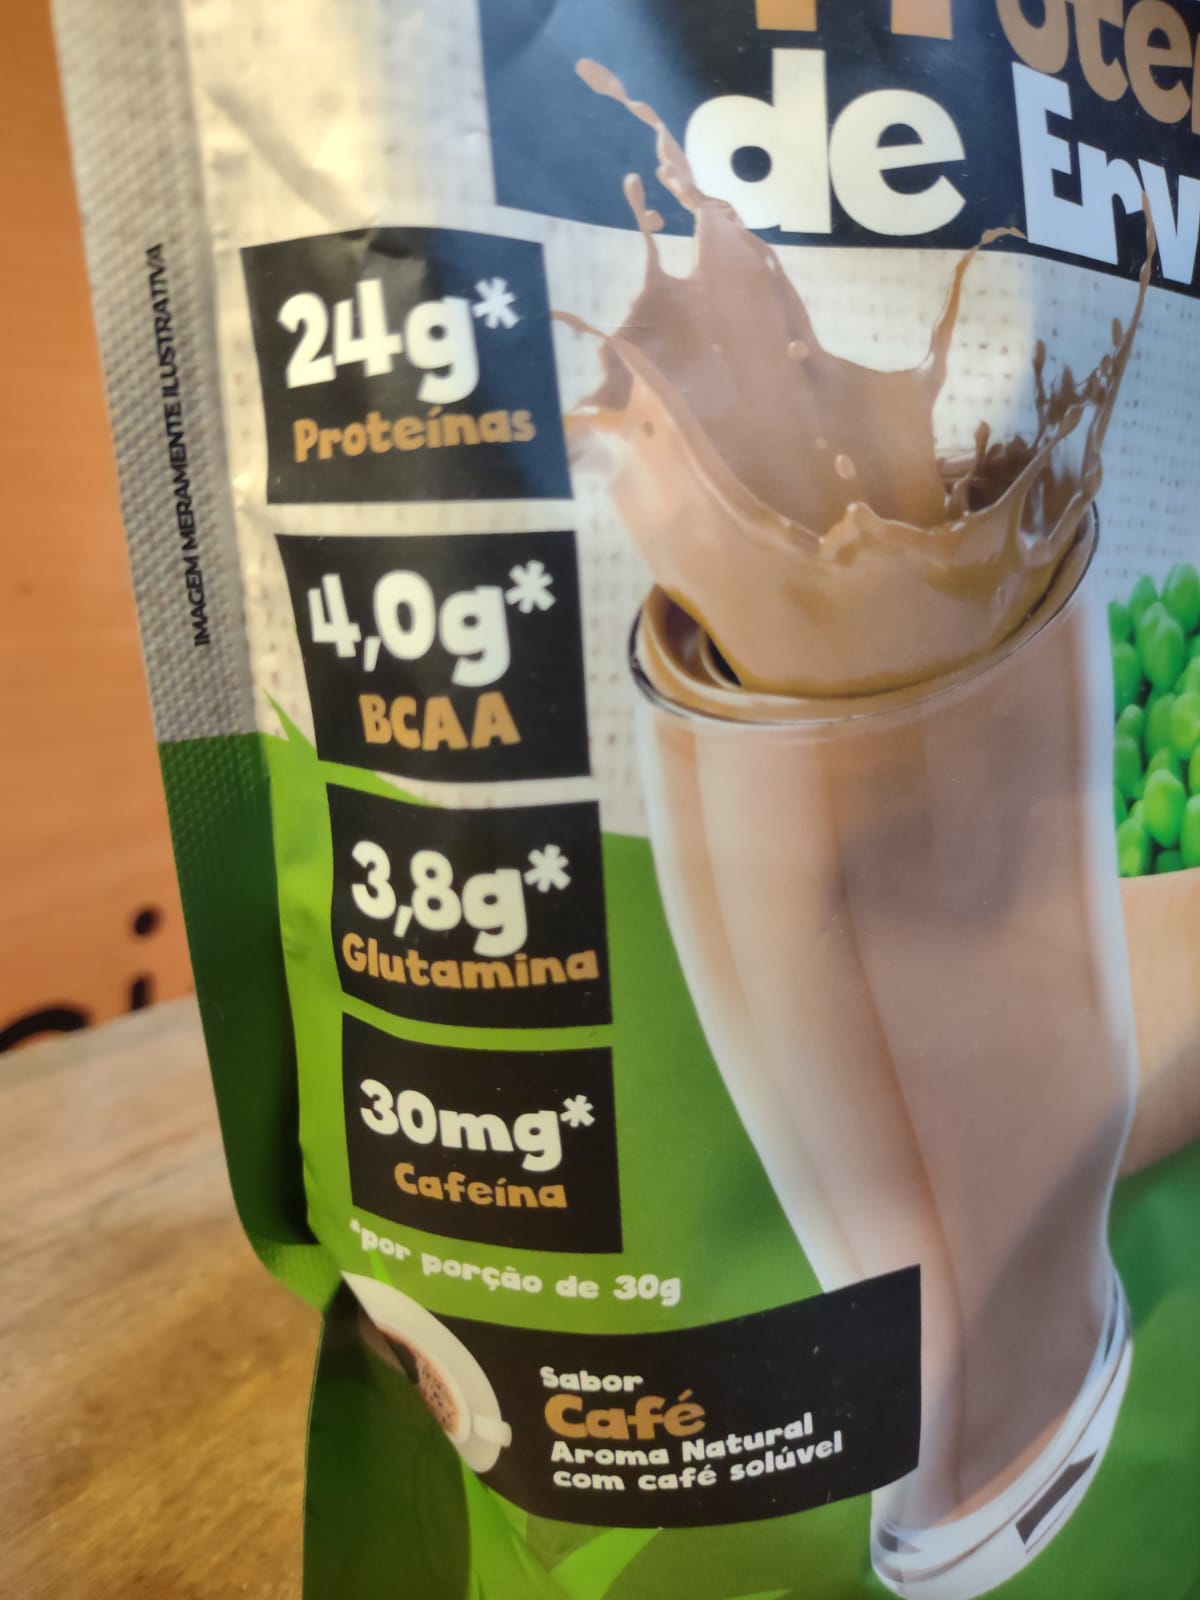 de Erv
24g*
Proteínas
4,0g*
BCAA
3,8g*
Glutamina
30mg*
Cafeína
*por porção de 30g
Sabor
Café
Aroma Natural
com café solúvel
IMAGEM MERAMENTE ILUSTRATIVA